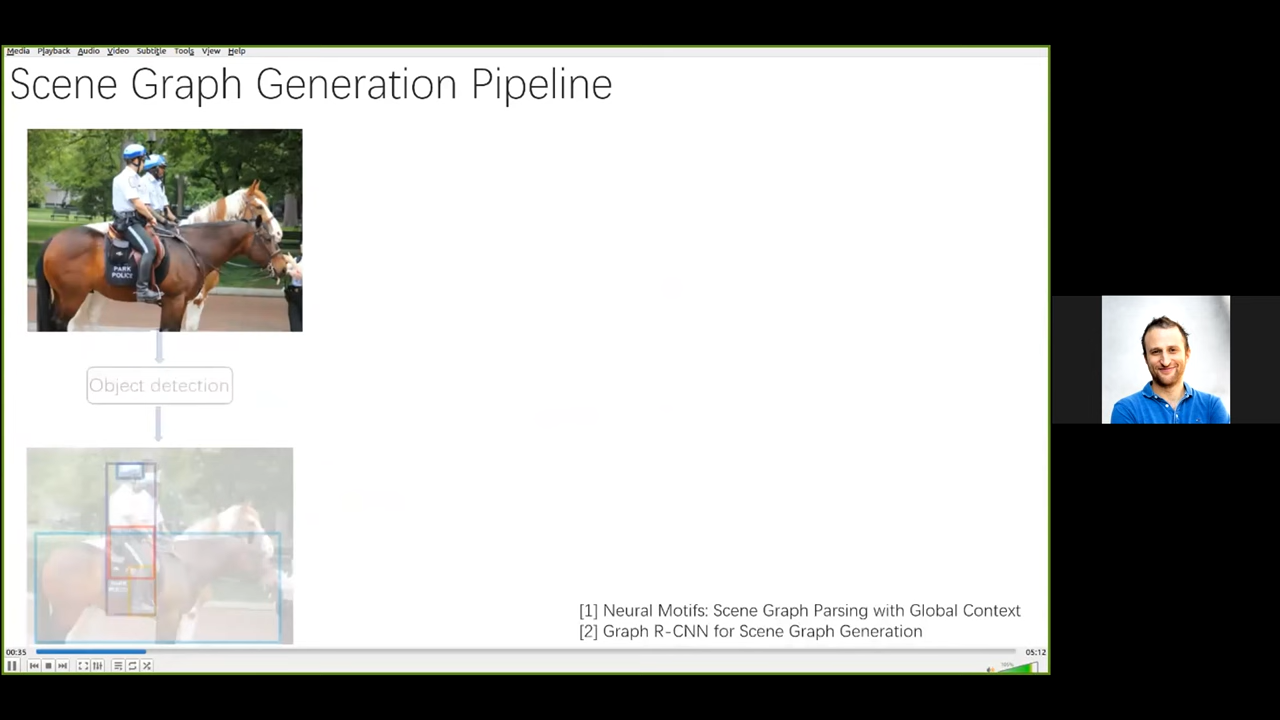 Media Playback Audio Video Subtitle Tools View Help
Scene Graph Generation Pipeline
PARK
POLICE
Object detection
[1] Neural Motifs: Scene Graph Parsing with Global Context
[2] Graph R-CNN for Scene Graph Generation
00:35
05:12